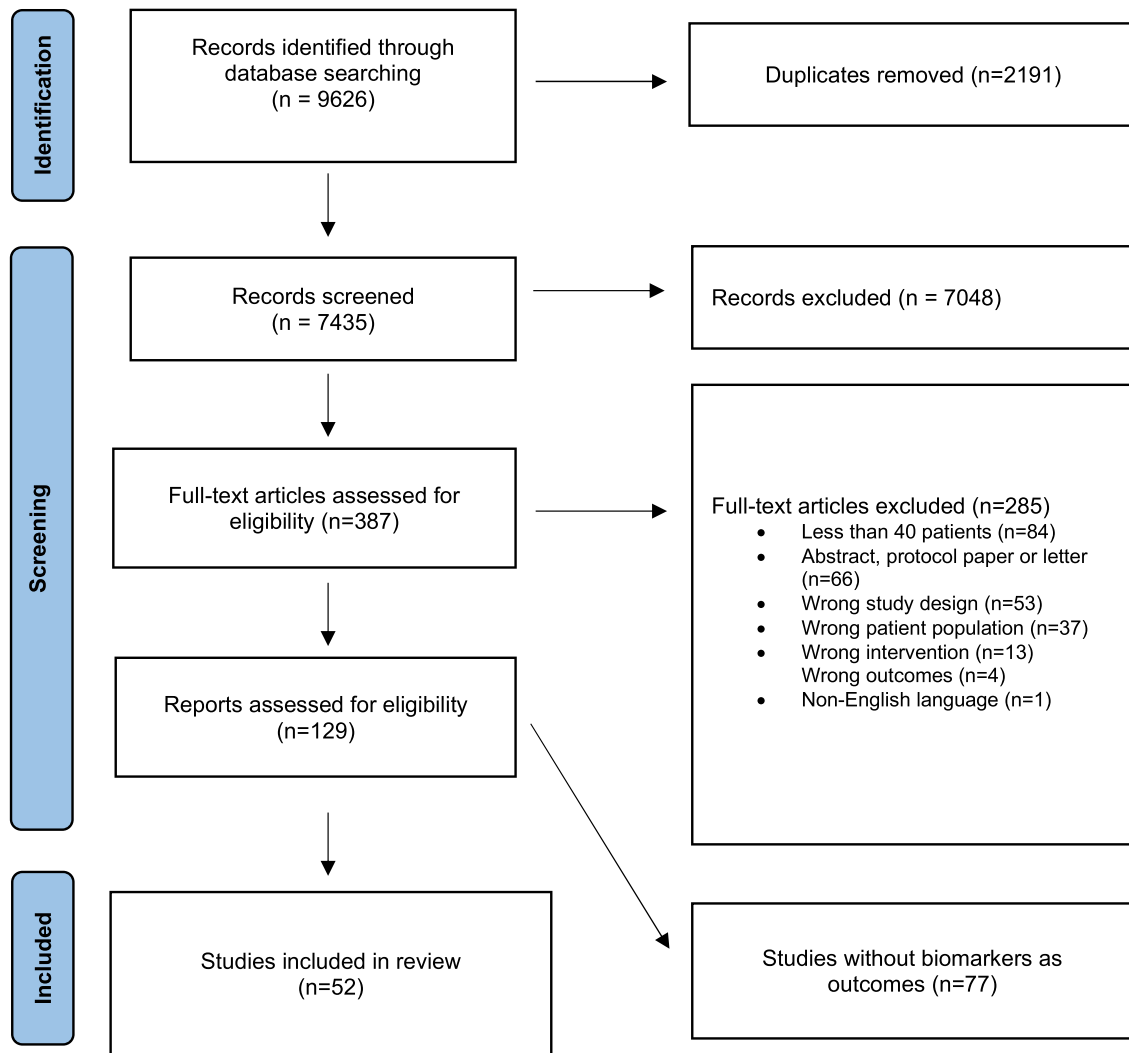 Identification
Records identified through
database searching
(n = 9626)
Duplicates removed (n=2191)
Screening
Records screened
(n = 7435)
Records excluded (n = 7048)
Full-text articles assessed for
eligibility (n=387)
Full-text articles excluded (n=285)
• Less than 40 patients (n=84)
• Abstract, protocol paper or letter
(n=66)
• Wrong study design (n=53)
• Wrong patient population (n=37)
• Wrong intervention (n=13)
Wrong outcomes (n=4)
• Non-English language (n=1)
Reports assessed for eligibility
(n=129)
Included
Studies included in review
(n=52)
Studies without biomarkers as
outcomes (n=77)